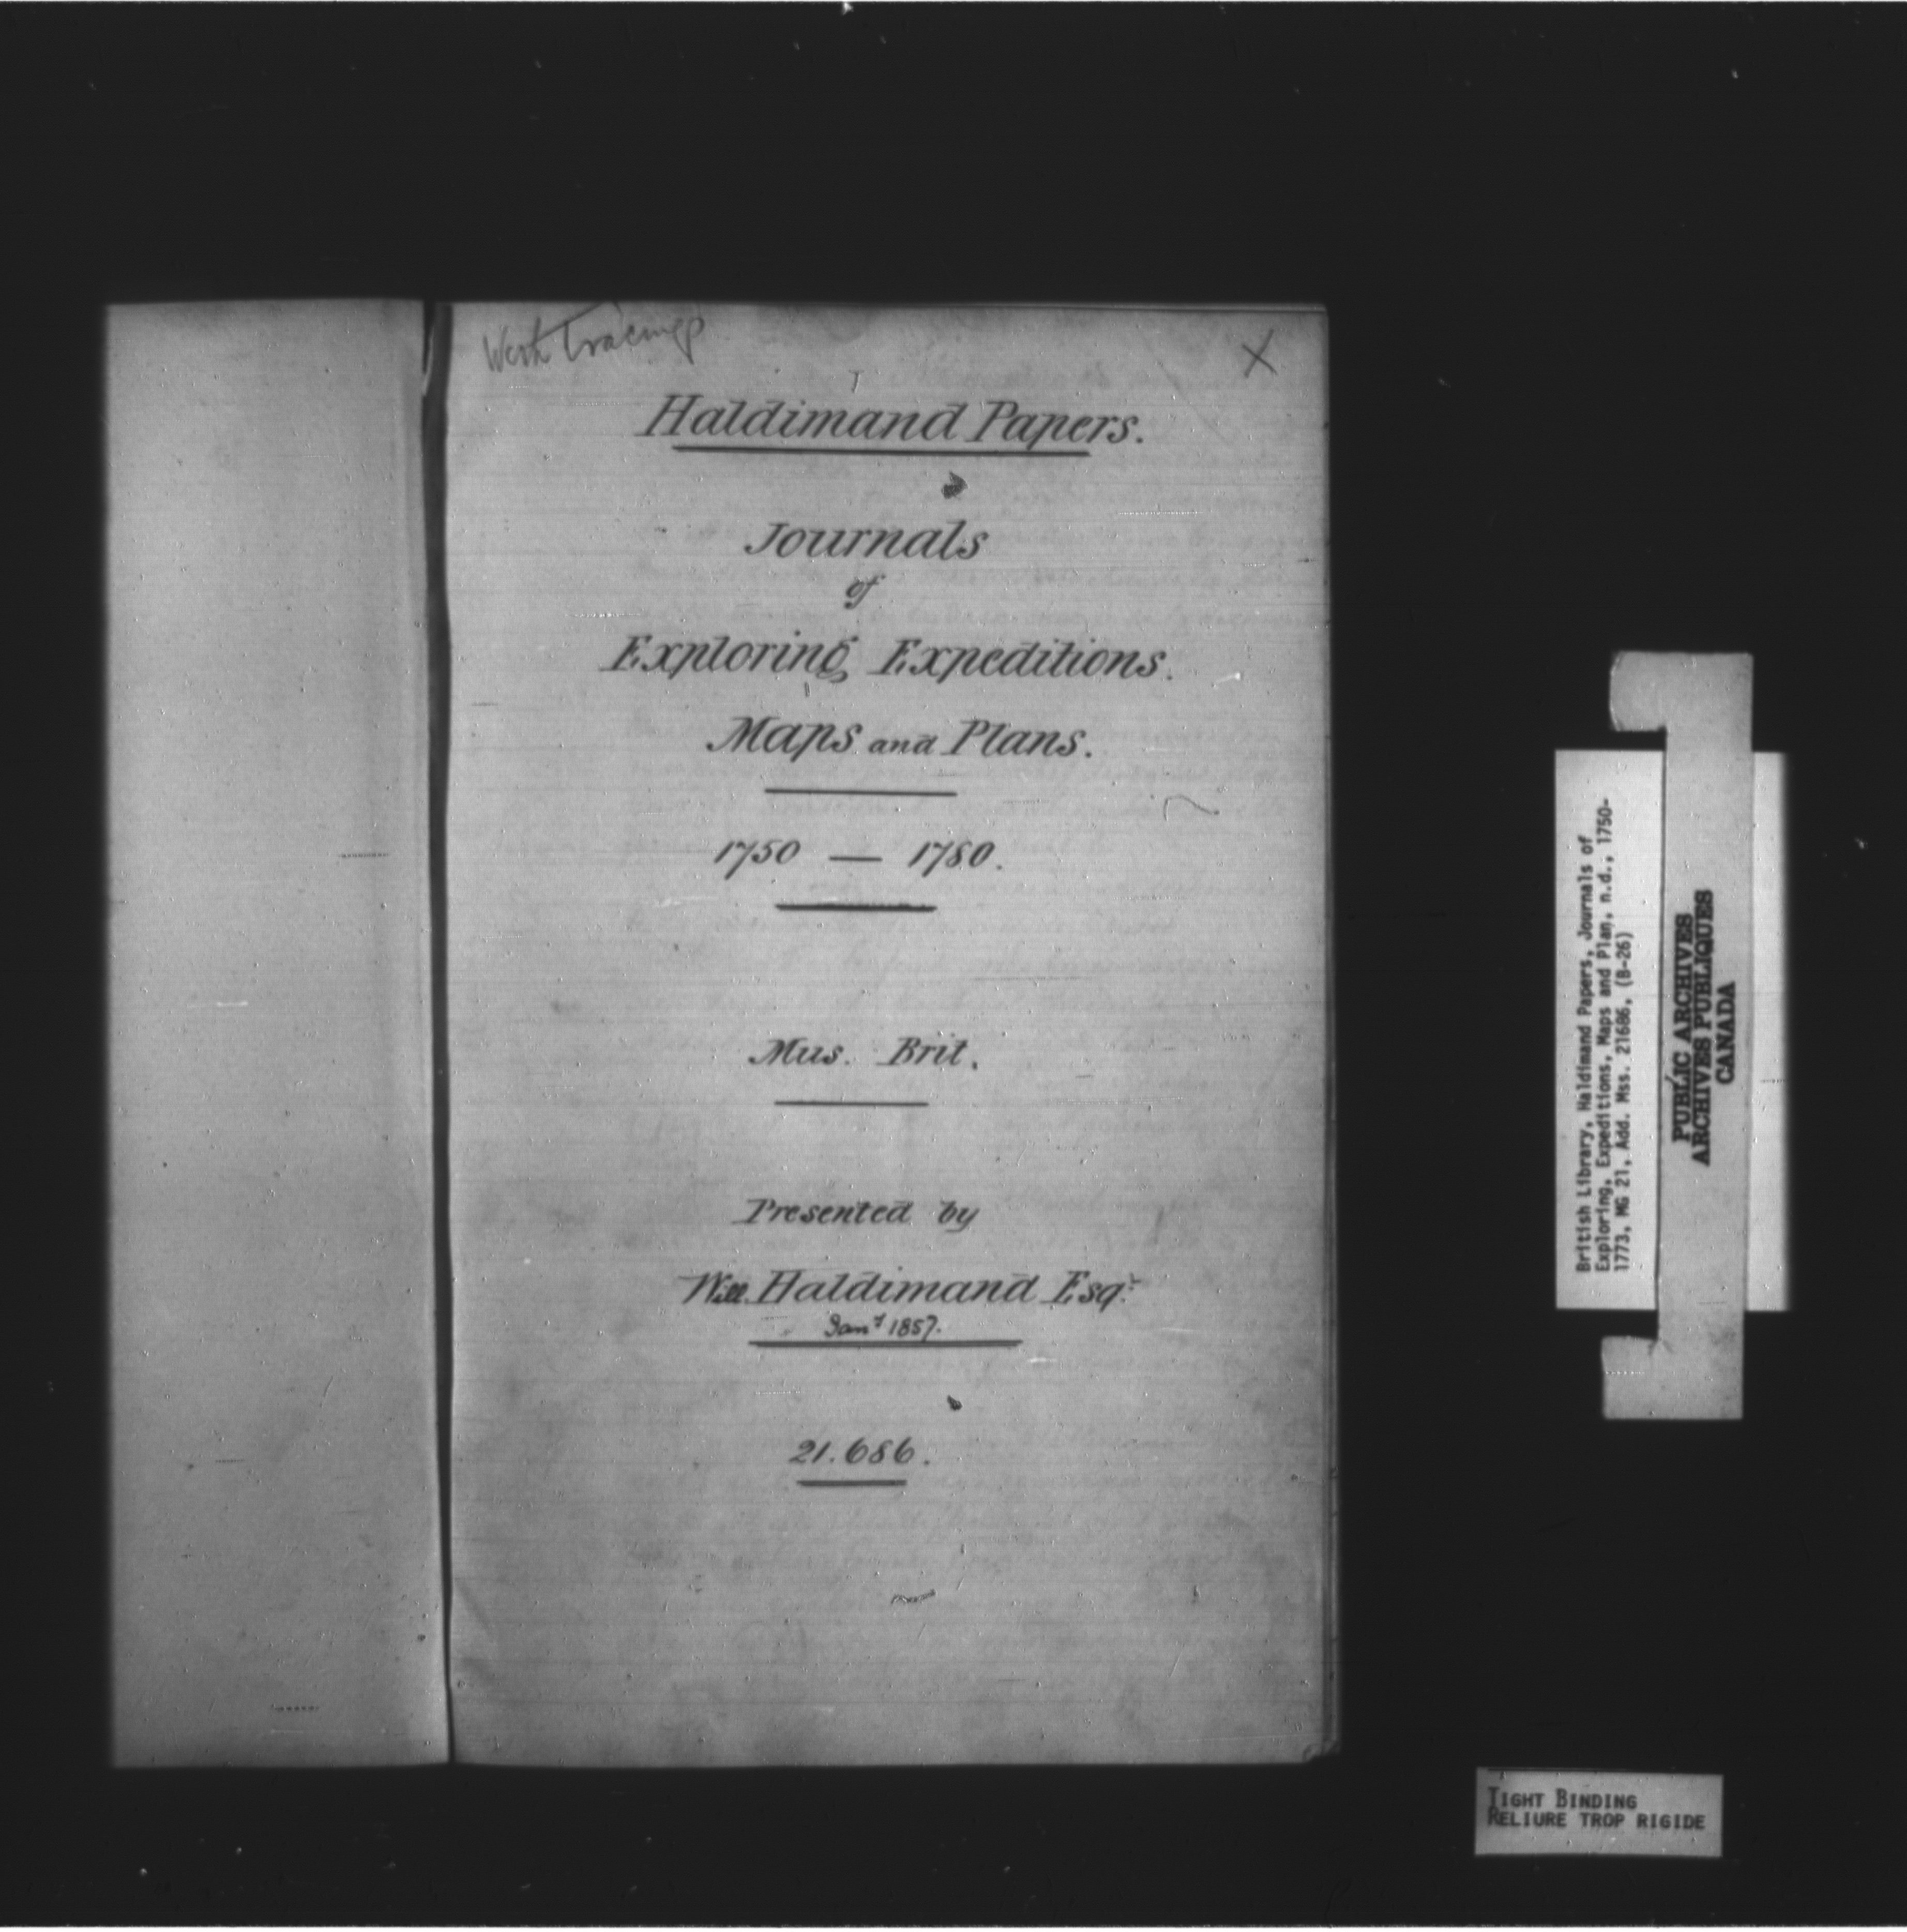 With Tracings
X
Haldimand Papers.
Journals
of
Exploring Expeditions.
Maps and Plans.
1750 — 1780.
Mus. Brit.
Presented by
Will. Haldimand Esqr.
Jany 1857.
21.686.
British Library, Haldimand Papers, Journals of
Exploring, Expeditions, Maps and Plan, n.d., 1750-
1773, MG 21, Add. Mss. 21686, (B-26)
PUBLIC ARCHIVES
ARCHIVES PUBLIQUES
CANADA
TIGHT BINDING
RELIURE TROP RIGIDE